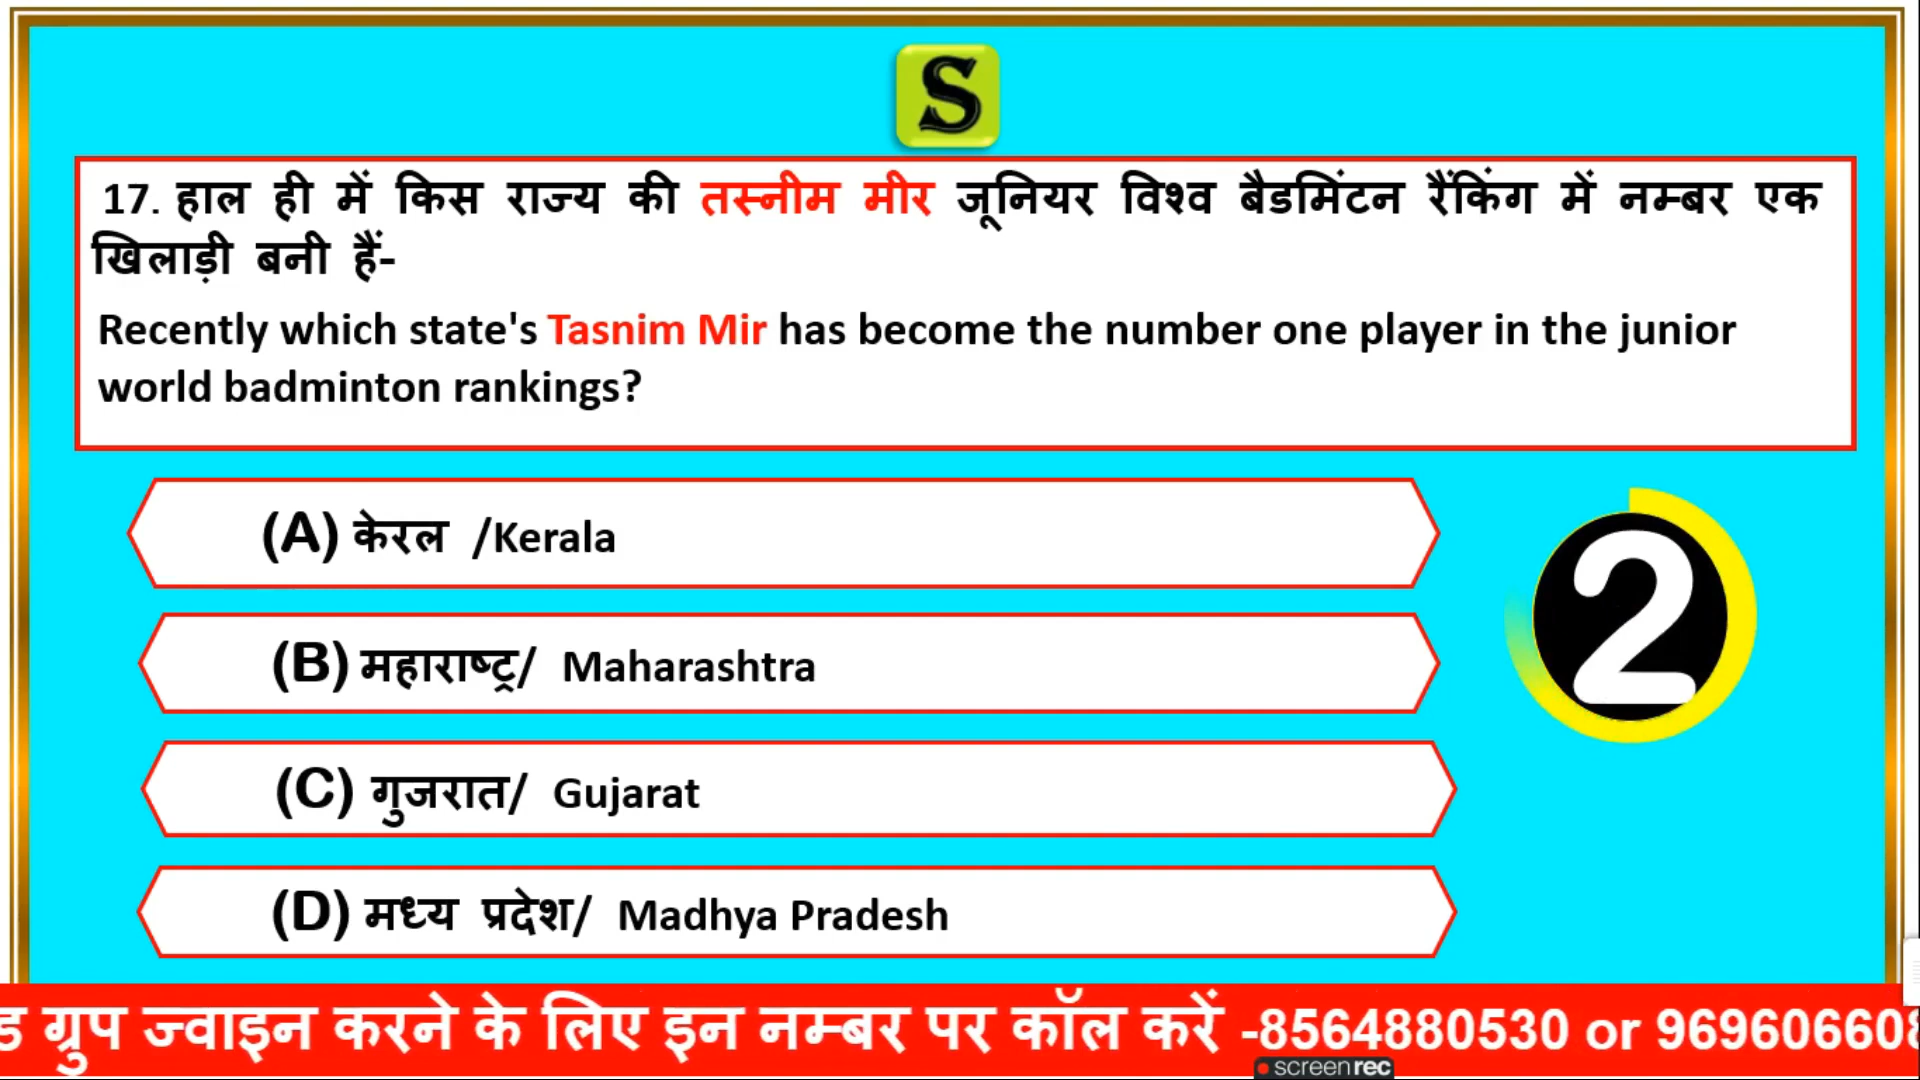 S
17. हाल ही में किस राज्य की तस्नीम मीर जूनियर विश्व बैडमिंटन रैंकिंग में नम्बर एक
खिलाड़ी बनी हैं-
Recently which state's Tasnim Mir has become the number one player in the junior
world badminton rankings?
(A) केरल /Kerala
(B) महाराष्ट्र/ Maharashtra
2
(C) गुजरात/ Gujarat
(D) मध्य प्रदेश/ Madhya Pradesh
ग्रुप ज्वाइन करने के लिए इन नम्बर पर कॉल करें -8564880530 or 969606608
screenrec